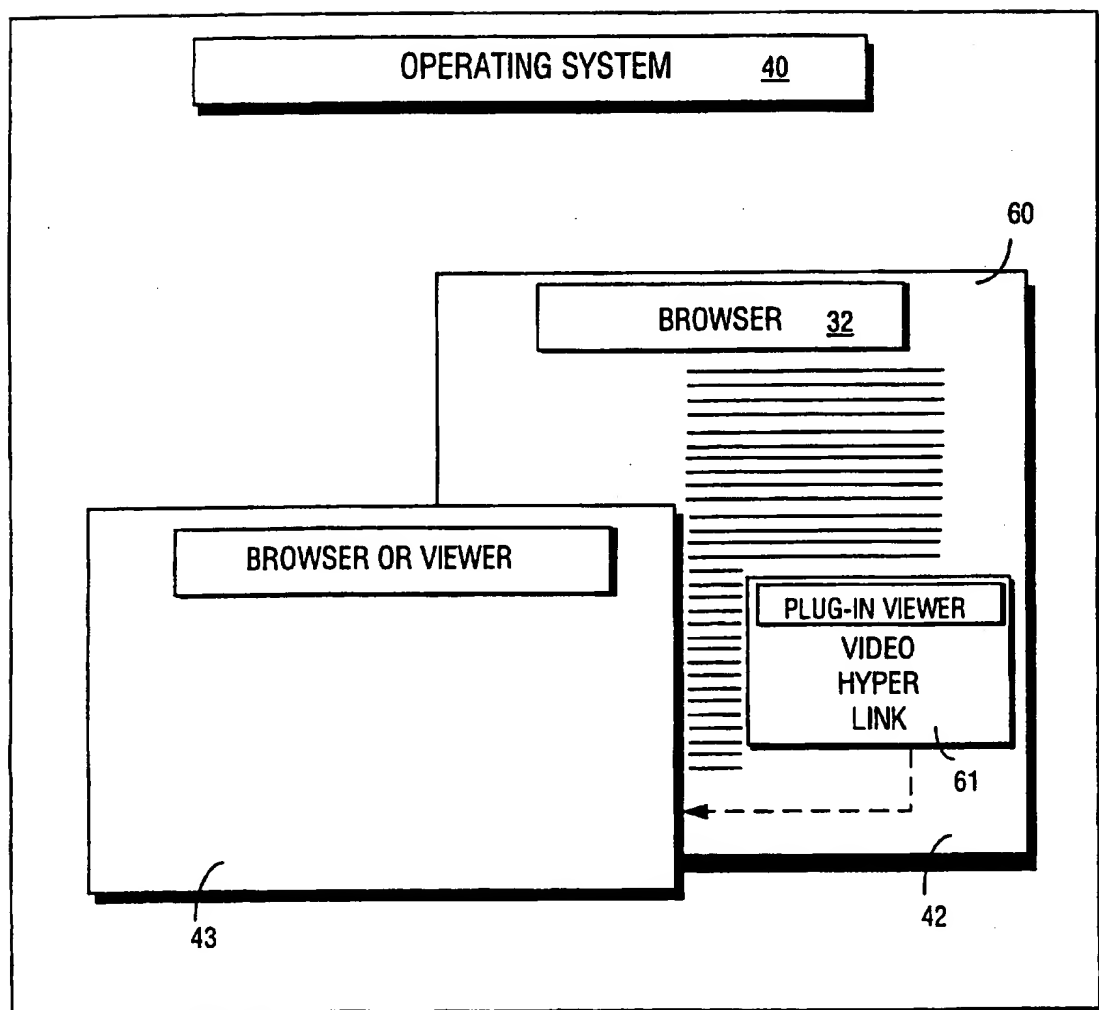 OPERATING SYSTEM 40
60
BROWSER 32
BROWSER OR VIEWER
PLUG-IN VIEWER
VIDEO
HYPER
LINK
61
43
42